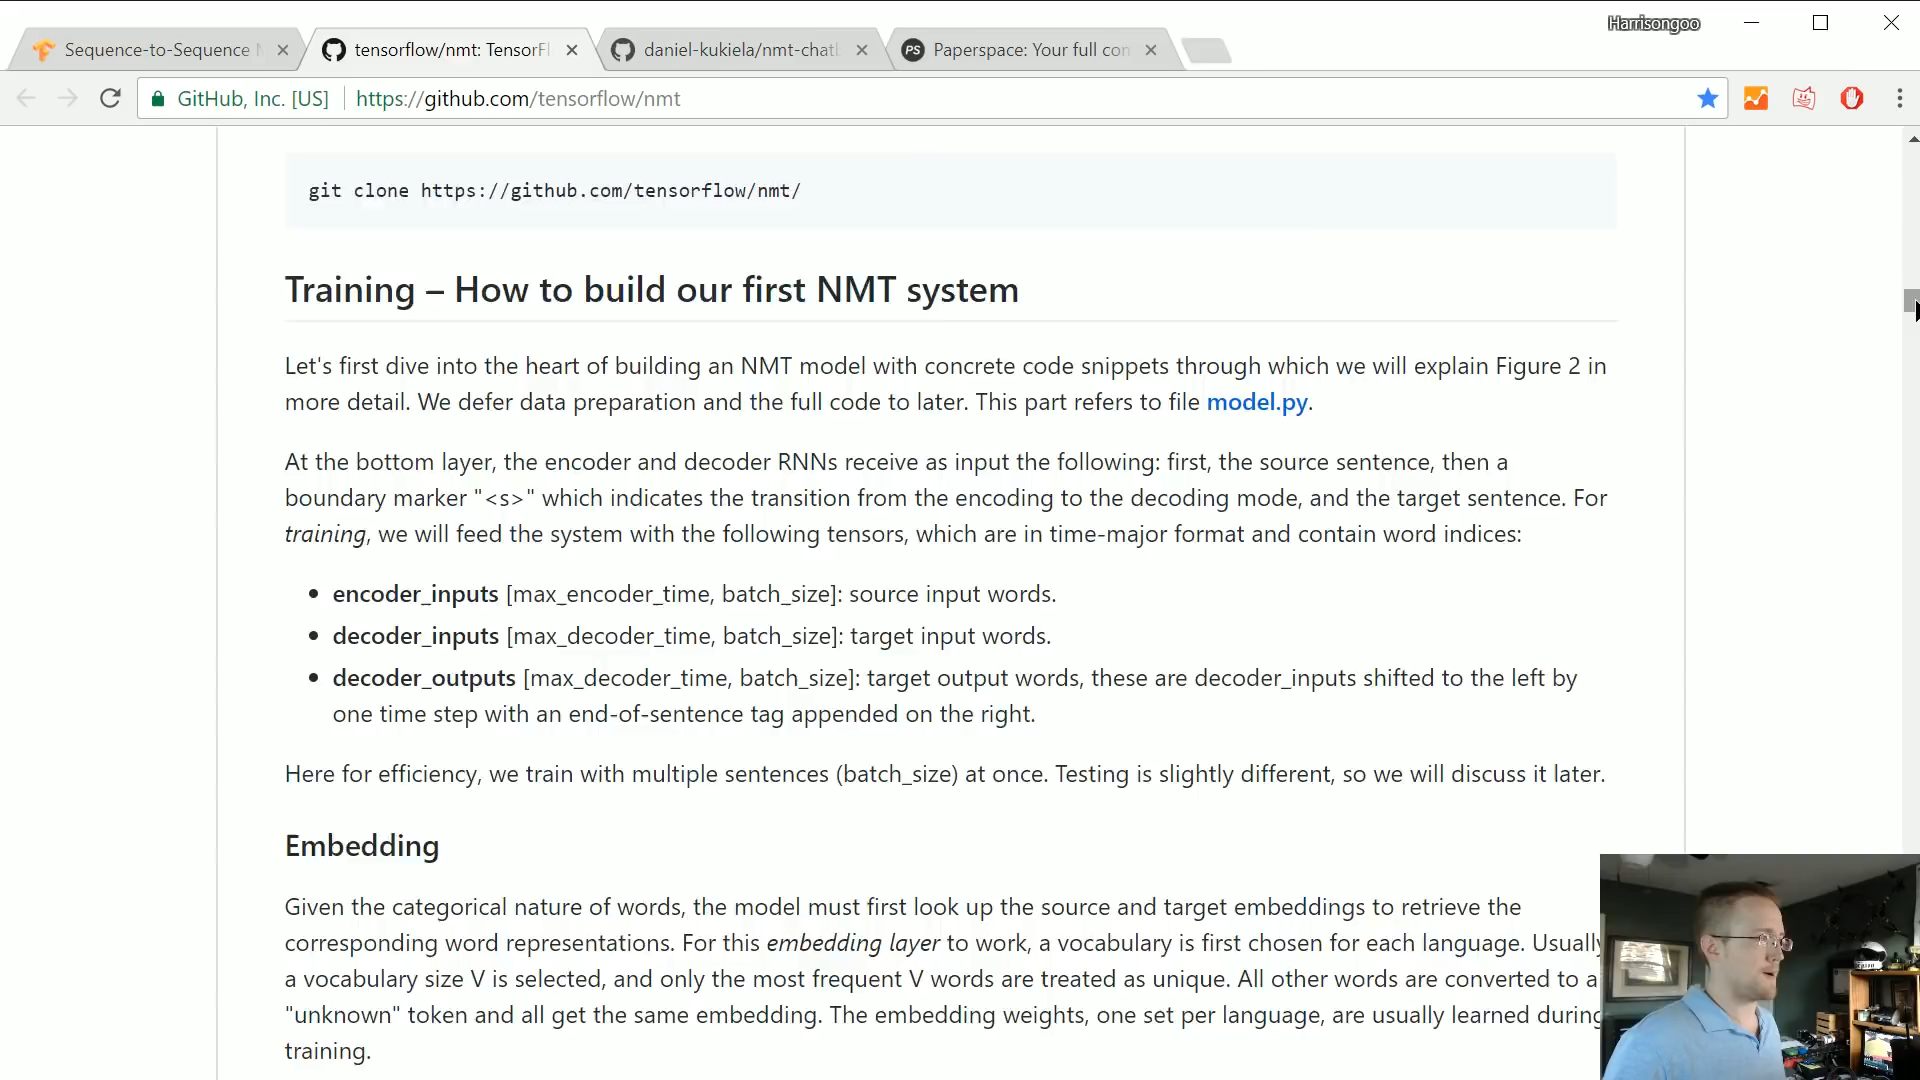 Harrisongoo
Sequence-to-Sequence
tensorflow/nmt: TensorFl
daniel-kukiela/nmt-chat
PS Paperspace: Your full con
GitHub, Inc. [US] https://github.com/tensorflow/nmt
git clone https://github.com/tensorflow/nmt/
Training – How to build our first NMT system
Let's first dive into the heart of building an NMT model with concrete code snippets through which we will explain Figure 2 in
more detail. We defer data preparation and the full code to later. This part refers to file model.py.
At the bottom layer, the encoder and decoder RNNs receive as input the following: first, the source sentence, then a
boundary marker "<s>" which indicates the transition from the encoding to the decoding mode, and the target sentence. For
training, we will feed the system with the following tensors, which are in time-major format and contain word indices:
• encoder_inputs [max_encoder_time, batch_size]: source input words.
• decoder_inputs [max_decoder_time, batch_size]: target input words.
• decoder_outputs [max_decoder_time, batch_size]: target output words, these are decoder_inputs shifted to the left by
one time step with an end-of-sentence tag appended on the right.
Here for efficiency, we train with multiple sentences (batch_size) at once. Testing is slightly different, so we will discuss it later.
Embedding
Given the categorical nature of words, the model must first look up the source and target embeddings to retrieve the
corresponding word representations. For this embedding layer to work, a vocabulary is first chosen for each language. Usually
a vocabulary size V is selected, and only the most frequent V words are treated as unique. All other words are converted to a
"unknown" token and all get the same embedding. The embedding weights, one set per language, are usually learned during
training.